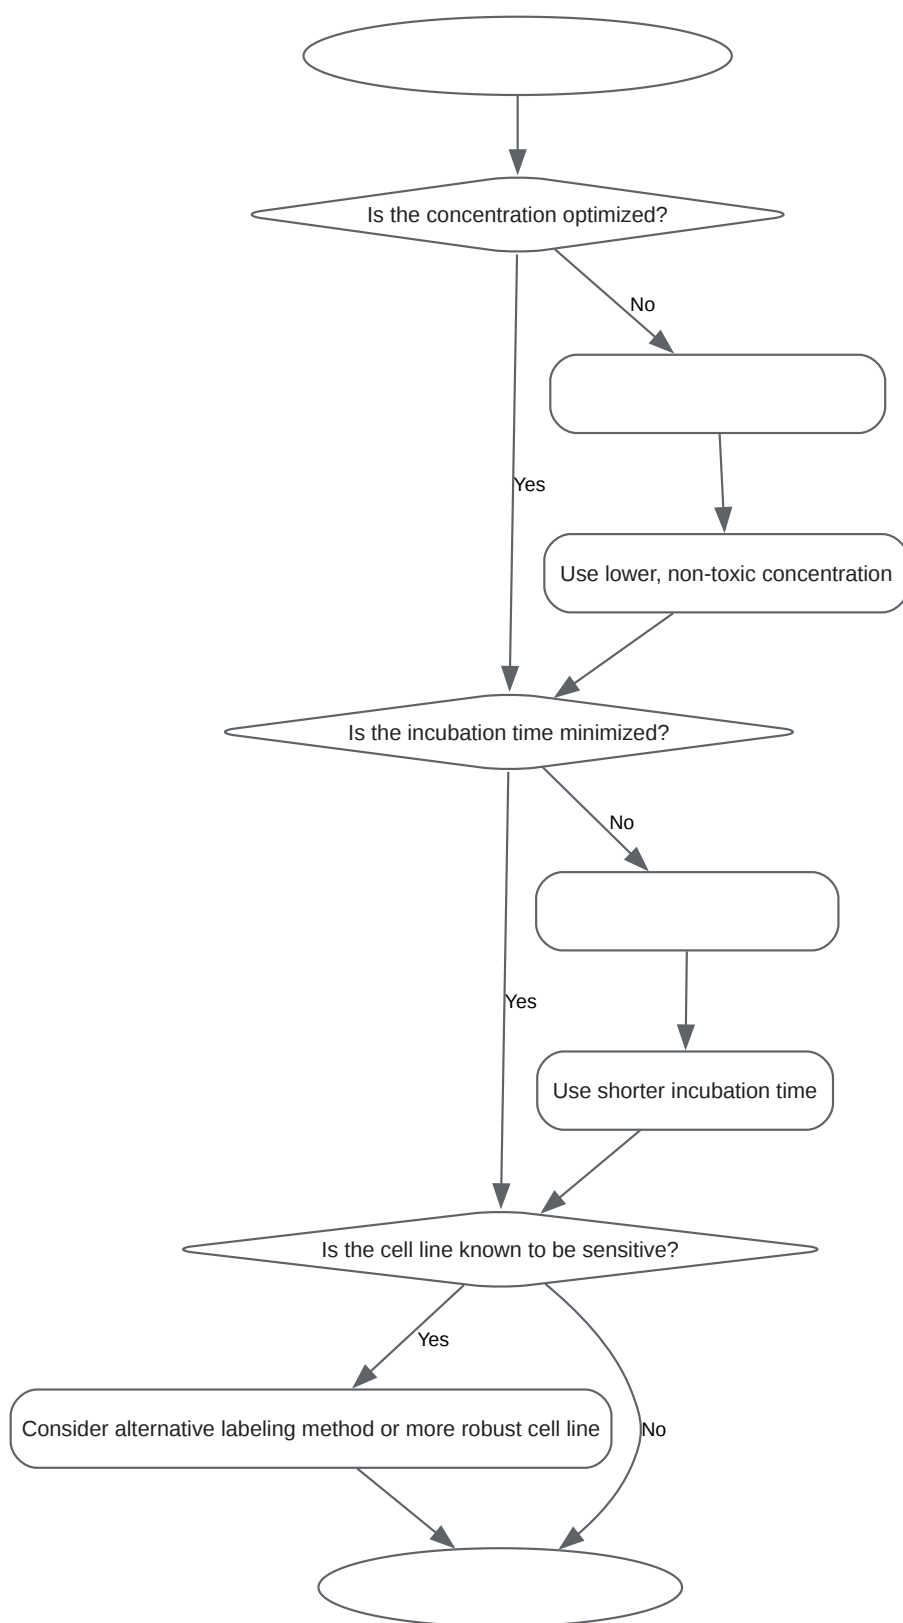 Is the concentration optimized?
No
Yes
Use lower, non-toxic concentration
Is the incubation time minimized?
No
Yes
Use shorter incubation time
Is the cell line known to be sensitive?
Yes
Consider alternative labeling method or more robust cell line
No